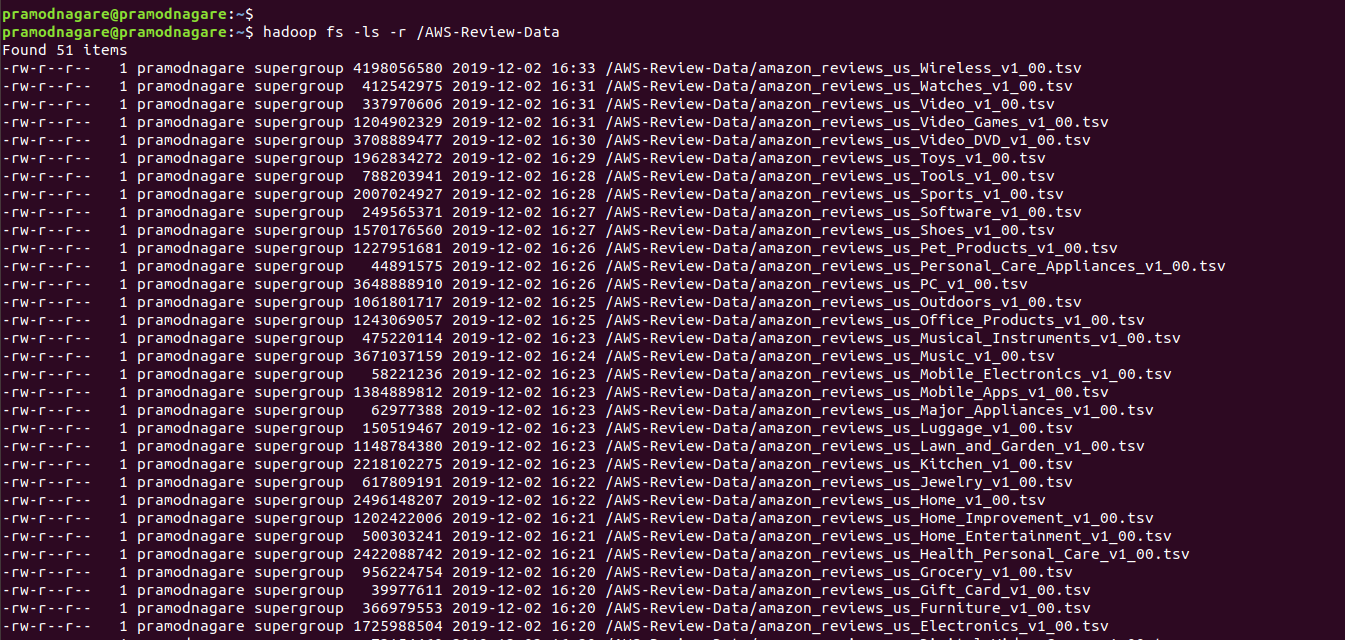 pramodnagare@pramodnagare:~$
pramodnagare@pramodnagare:~$ hadoop fs -ls -r /AWS-Review-Data
Found 51 items
-rw-r--r--   1 pramodnagare supergroup 4198056580 2019-12-02 16:33 /AWS-Review-Data/amazon_reviews_us_Wireless_v1_00.tsv
-rw-r--r--   1 pramodnagare supergroup  412542975 2019-12-02 16:31 /AWS-Review-Data/amazon_reviews_us_Watches_v1_00.tsv
-rw-r--r--   1 pramodnagare supergroup  337970606 2019-12-02 16:31 /AWS-Review-Data/amazon_reviews_us_Video_v1_00.tsv
-rw-r--r--   1 pramodnagare supergroup 1204902329 2019-12-02 16:31 /AWS-Review-Data/amazon_reviews_us_Video_Games_v1_00.tsv
-rw-r--r--   1 pramodnagare supergroup 3708889477 2019-12-02 16:30 /AWS-Review-Data/amazon_reviews_us_Video_DVD_v1_00.tsv
-rw-r--r--   1 pramodnagare supergroup 1962834272 2019-12-02 16:29 /AWS-Review-Data/amazon_reviews_us_Toys_v1_00.tsv
-rw-r--r--   1 pramodnagare supergroup  788203941 2019-12-02 16:28 /AWS-Review-Data/amazon_reviews_us_Tools_v1_00.tsv
-rw-r--r--   1 pramodnagare supergroup 2007024927 2019-12-02 16:28 /AWS-Review-Data/amazon_reviews_us_Sports_v1_00.tsv
-rw-r--r--   1 pramodnagare supergroup  249565371 2019-12-02 16:27 /AWS-Review-Data/amazon_reviews_us_Software_v1_00.tsv
-rw-r--r--   1 pramodnagare supergroup 1570176560 2019-12-02 16:27 /AWS-Review-Data/amazon_reviews_us_Shoes_v1_00.tsv
-rw-r--r--   1 pramodnagare supergroup 1227951681 2019-12-02 16:26 /AWS-Review-Data/amazon_reviews_us_Pet_Products_v1_00.tsv
-rw-r--r--   1 pramodnagare supergroup   44891575 2019-12-02 16:26 /AWS-Review-Data/amazon_reviews_us_Personal_Care_Appliances_v1_00.tsv
-rw-r--r--   1 pramodnagare supergroup 3648888910 2019-12-02 16:26 /AWS-Review-Data/amazon_reviews_us_PC_v1_00.tsv
-rw-r--r--   1 pramodnagare supergroup 1061801717 2019-12-02 16:25 /AWS-Review-Data/amazon_reviews_us_Outdoors_v1_00.tsv
-rw-r--r--   1 pramodnagare supergroup 1243069057 2019-12-02 16:25 /AWS-Review-Data/amazon_reviews_us_Office_Products_v1_00.tsv
-rw-r--r--   1 pramodnagare supergroup  475220114 2019-12-02 16:23 /AWS-Review-Data/amazon_reviews_us_Musical_Instruments_v1_00.tsv
-rw-r--r--   1 pramodnagare supergroup 3671037159 2019-12-02 16:24 /AWS-Review-Data/amazon_reviews_us_Music_v1_00.tsv
-rw-r--r--   1 pramodnagare supergroup   58221236 2019-12-02 16:23 /AWS-Review-Data/amazon_reviews_us_Mobile_Electronics_v1_00.tsv
-rw-r--r--   1 pramodnagare supergroup 1384889812 2019-12-02 16:23 /AWS-Review-Data/amazon_reviews_us_Mobile_Apps_v1_00.tsv
-rw-r--r--   1 pramodnagare supergroup   62977388 2019-12-02 16:23 /AWS-Review-Data/amazon_reviews_us_Major_Appliances_v1_00.tsv
-rw-r--r--   1 pramodnagare supergroup  150519467 2019-12-02 16:23 /AWS-Review-Data/amazon_reviews_us_Luggage_v1_00.tsv
-rw-r--r--   1 pramodnagare supergroup 1148784380 2019-12-02 16:23 /AWS-Review-Data/amazon_reviews_us_Lawn_and_Garden_v1_00.tsv
-rw-r--r--   1 pramodnagare supergroup 2218102275 2019-12-02 16:23 /AWS-Review-Data/amazon_reviews_us_Kitchen_v1_00.tsv
-rw-r--r--   1 pramodnagare supergroup  617809191 2019-12-02 16:22 /AWS-Review-Data/amazon_reviews_us_Jewelry_v1_00.tsv
-rw-r--r--   1 pramodnagare supergroup 2496148207 2019-12-02 16:22 /AWS-Review-Data/amazon_reviews_us_Home_v1_00.tsv
-rw-r--r--   1 pramodnagare supergroup 1202422006 2019-12-02 16:21 /AWS-Review-Data/amazon_reviews_us_Home_Improvement_v1_00.tsv
-rw-r--r--   1 pramodnagare supergroup  500303241 2019-12-02 16:21 /AWS-Review-Data/amazon_reviews_us_Home_Entertainment_v1_00.tsv
-rw-r--r--   1 pramodnagare supergroup 2422088742 2019-12-02 16:21 /AWS-Review-Data/amazon_reviews_us_Health_Personal_Care_v1_00.tsv
-rw-r--r--   1 pramodnagare supergroup  956224754 2019-12-02 16:20 /AWS-Review-Data/amazon_reviews_us_Grocery_v1_00.tsv
-rw-r--r--   1 pramodnagare supergroup   39977611 2019-12-02 16:20 /AWS-Review-Data/amazon_reviews_us_Gift_Card_v1_00.tsv
-rw-r--r--   1 pramodnagare supergroup  366979553 2019-12-02 16:20 /AWS-Review-Data/amazon_reviews_us_Furniture_v1_00.tsv
-rw-r--r--   1 pramodnagare supergroup 1725988504 2019-12-02 16:20 /AWS-Review-Data/amazon_reviews_us_Electronics_v1_00.tsv